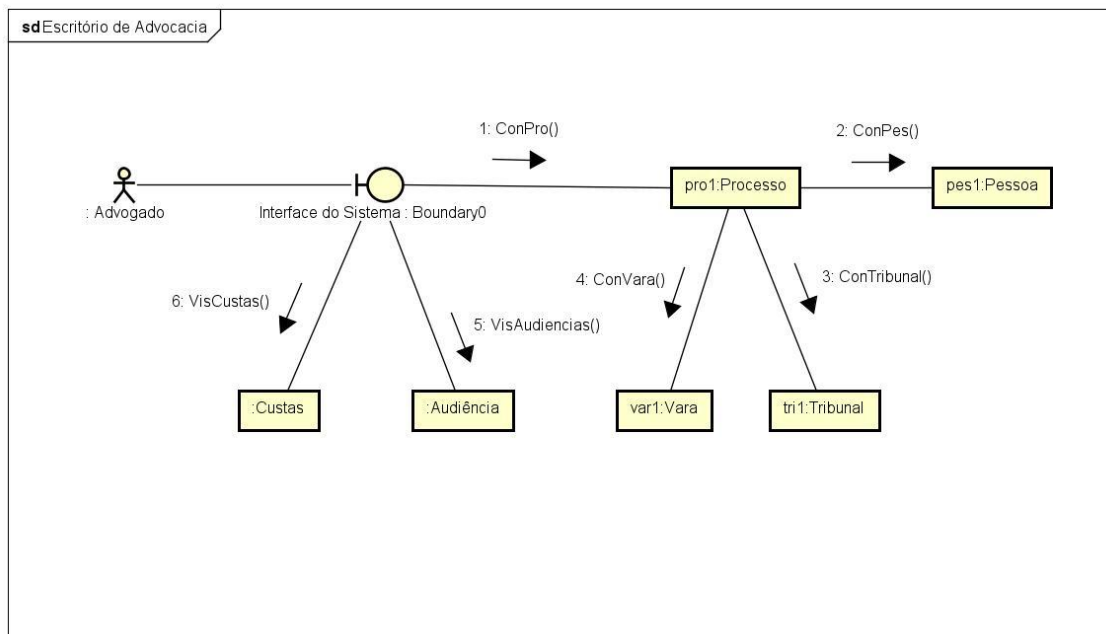 sd Escritório de Advocacia
1: ConPro()
2: ConPes()
: Advogado
Interface do Sistema : Boundary0
pro1:Processo
pes1:Pessoa
6: VisCustas()
5: VisAudiencias()
4: ConVara()
3: ConTribunal()
:Custas
:Audiência
var1:Vara
tri1:Tribunal